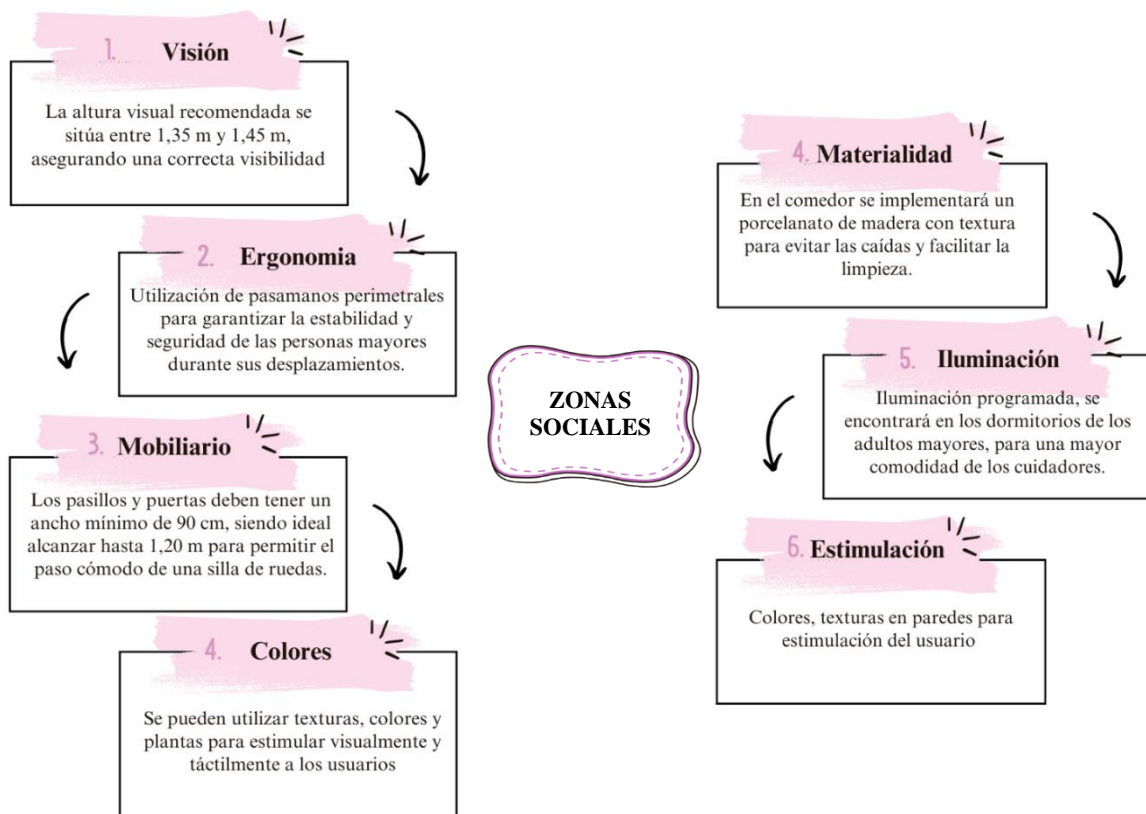 1. Visión
La altura visual recomendada se
sitúa entre 1,35 m y 1,45 m,
asegurando una correcta visibilidad
2. Ergonomia
Utilización de pasamanos perimetrales
para garantizar la estabilidad y
seguridad de las personas mayores
durante sus desplazamientos.
3. Mobiliario
Los pasillos y puertas deben tener un
ancho mínimo de 90 cm, siendo ideal
alcanzar hasta 1,20 m para permitir el
paso cómodo de una silla de ruedas.
4. Colores
Se pueden utilizar texturas, colores y
plantas para estimular visualmente y
táctilmente a los usuarios
ZONAS
SOCIALES
4. Materialidad
En el comedor se implementará un
porcelanato de madera con textura
para evitar las caídas y facilitar la
limpieza.
5. Iluminación
Iluminación programada, se
encontrará en los dormitorios de los
adultos mayores, para una mayor
comodidad de los cuidadores.
6. Estimulación
Colores, texturas en paredes para
estimulación del usuario